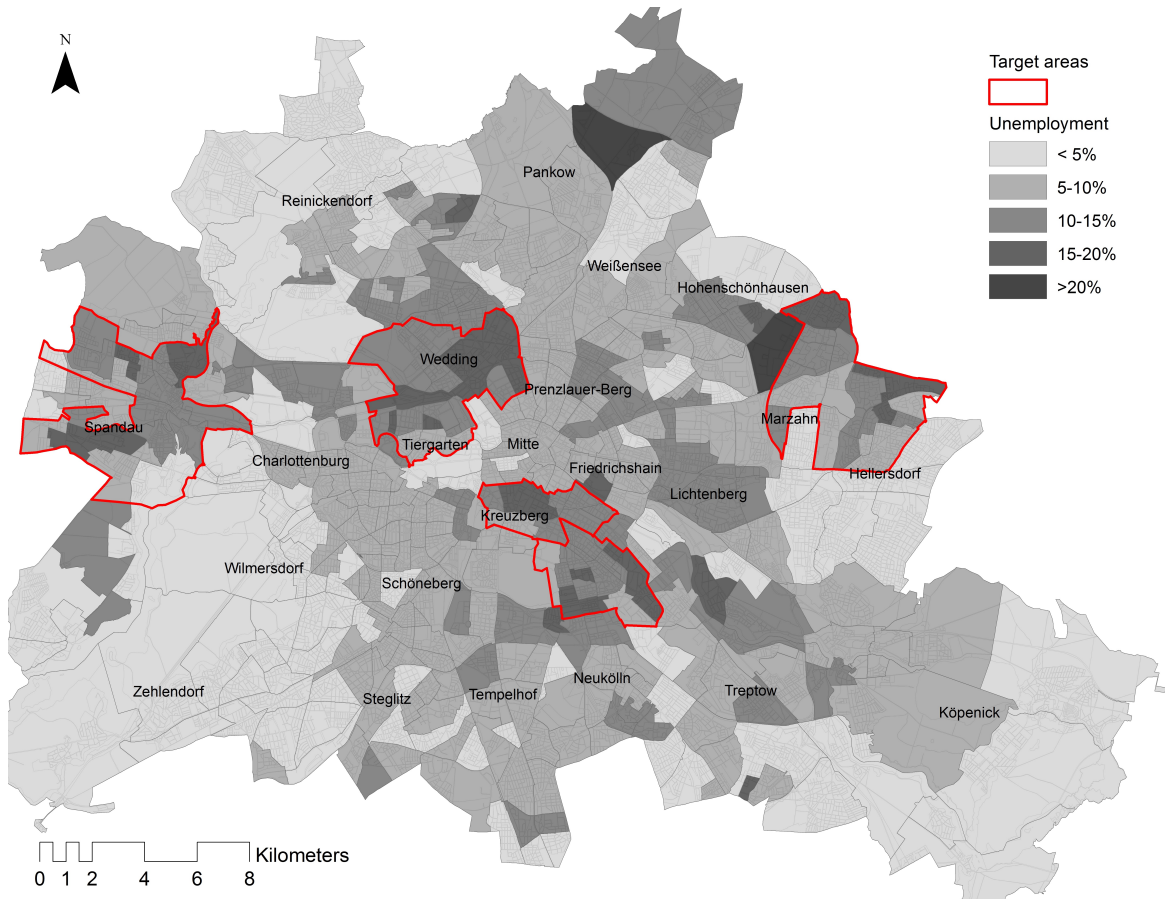 N
Target areas
Unemployment
< 5%
5-10%
10-15%
15-20%
>20%
Pankow
Reinickendorf
Weißensee
Hohenschönhausen
Wedding
Prenzlauer-Berg
Marzahn
Spandau
Tiergarten
Mitte
Charlottenburg
Friedrichshain
Hellersdorf
Lichtenberg
Kreuzberg
Wilmersdorf
Schöneberg
Neukölln
Zehlendorf
Steglitz
Tempelhof
Treptow
Köpenick
Kilometers
0 1 2 4 6 8